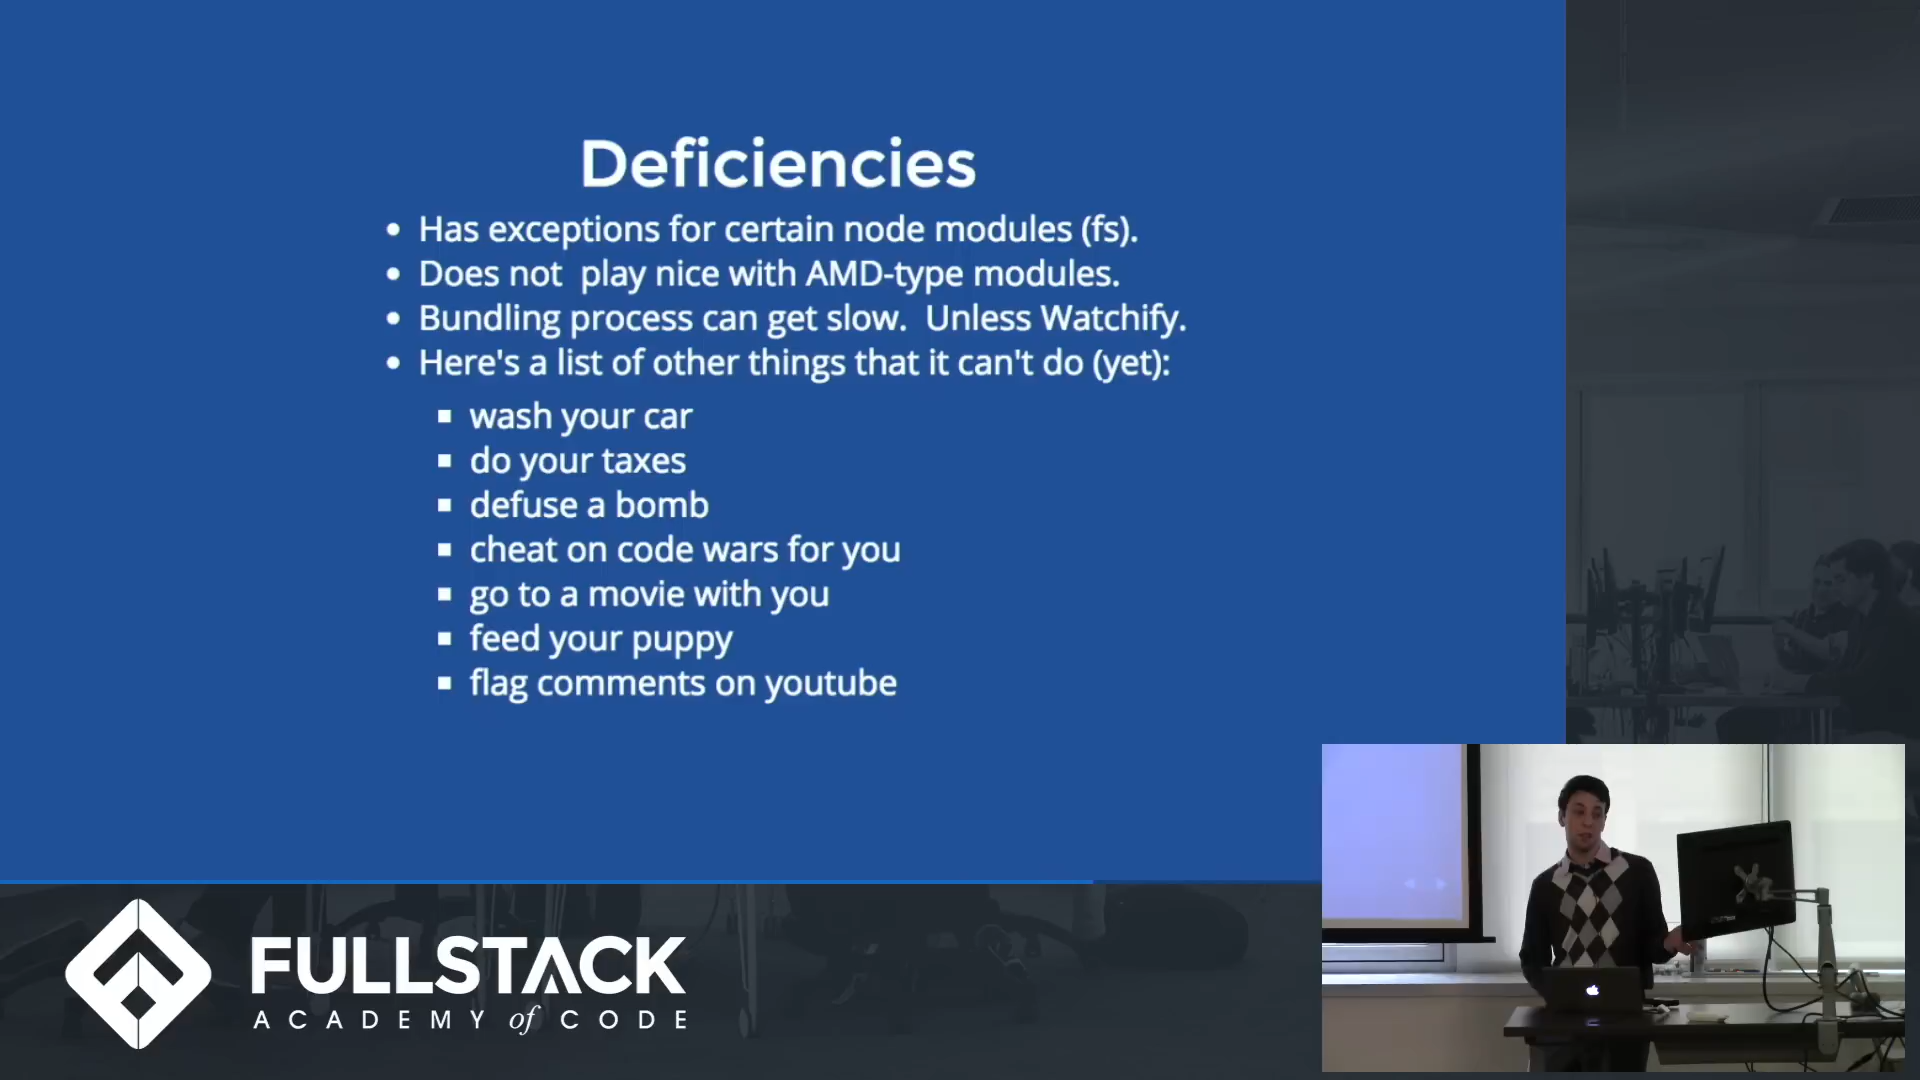 Deficiencies
• Has exceptions for certain node modules (fs).
• Does not  play nice with AMD-type modules.
• Bundling process can get slow.  Unless Watchify.
• Here's a list of other things that it can't do (yet):
▪ wash your car
▪ do your taxes
▪ defuse a bomb
▪ cheat on code wars for you
▪ go to a movie with you
▪ feed your puppy
▪ flag comments on youtube
FULLSTACK
ACADEMY of CODE